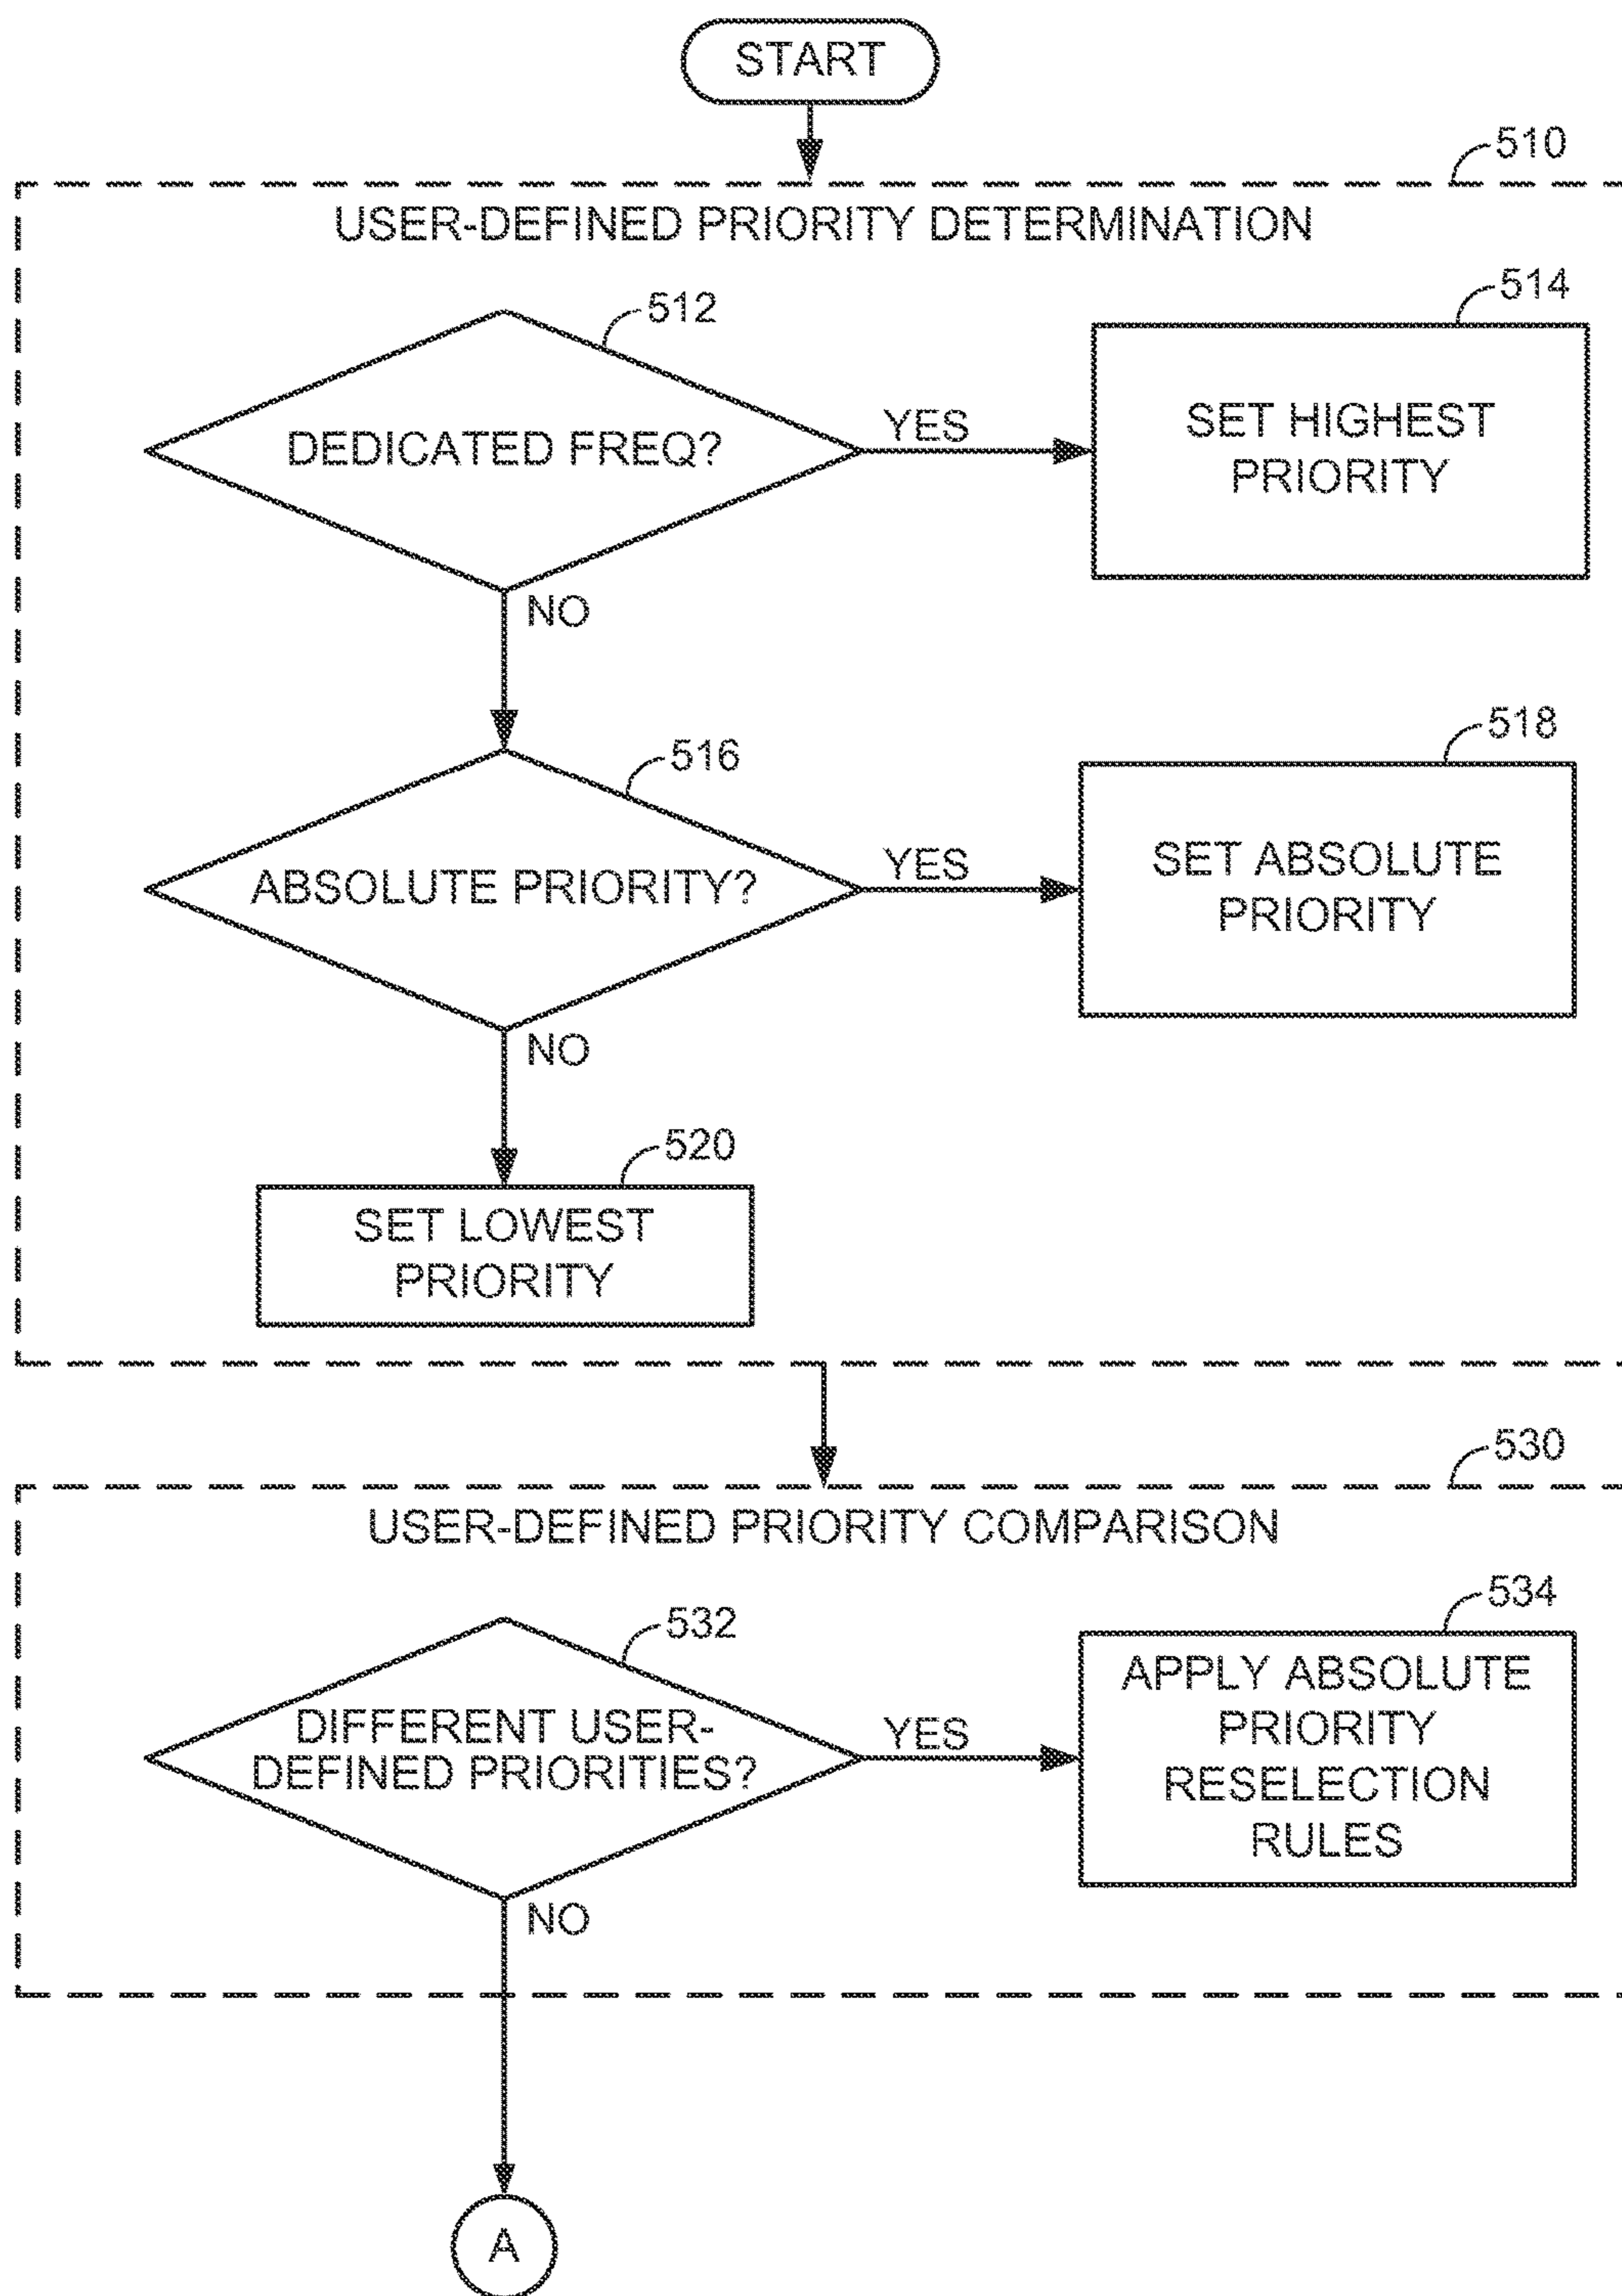 START
510
USER-DEFINED PRIORITY DETERMINATION
512
514
DEDICATED FREQ?
YES
SET HIGHEST
PRIORITY
NO
516
518
ABSOLUTE PRIORITY?
YES
SET ABSOLUTE
PRIORITY
NO
520
SET LOWEST
PRIORITY
530
USER-DEFINED PRIORITY COMPARISON
532
534
DIFFERENT USER-
DEFINED PRIORITIES?
YES
APPLY ABSOLUTE
PRIORITY
RESELECTION
RULES
NO
A